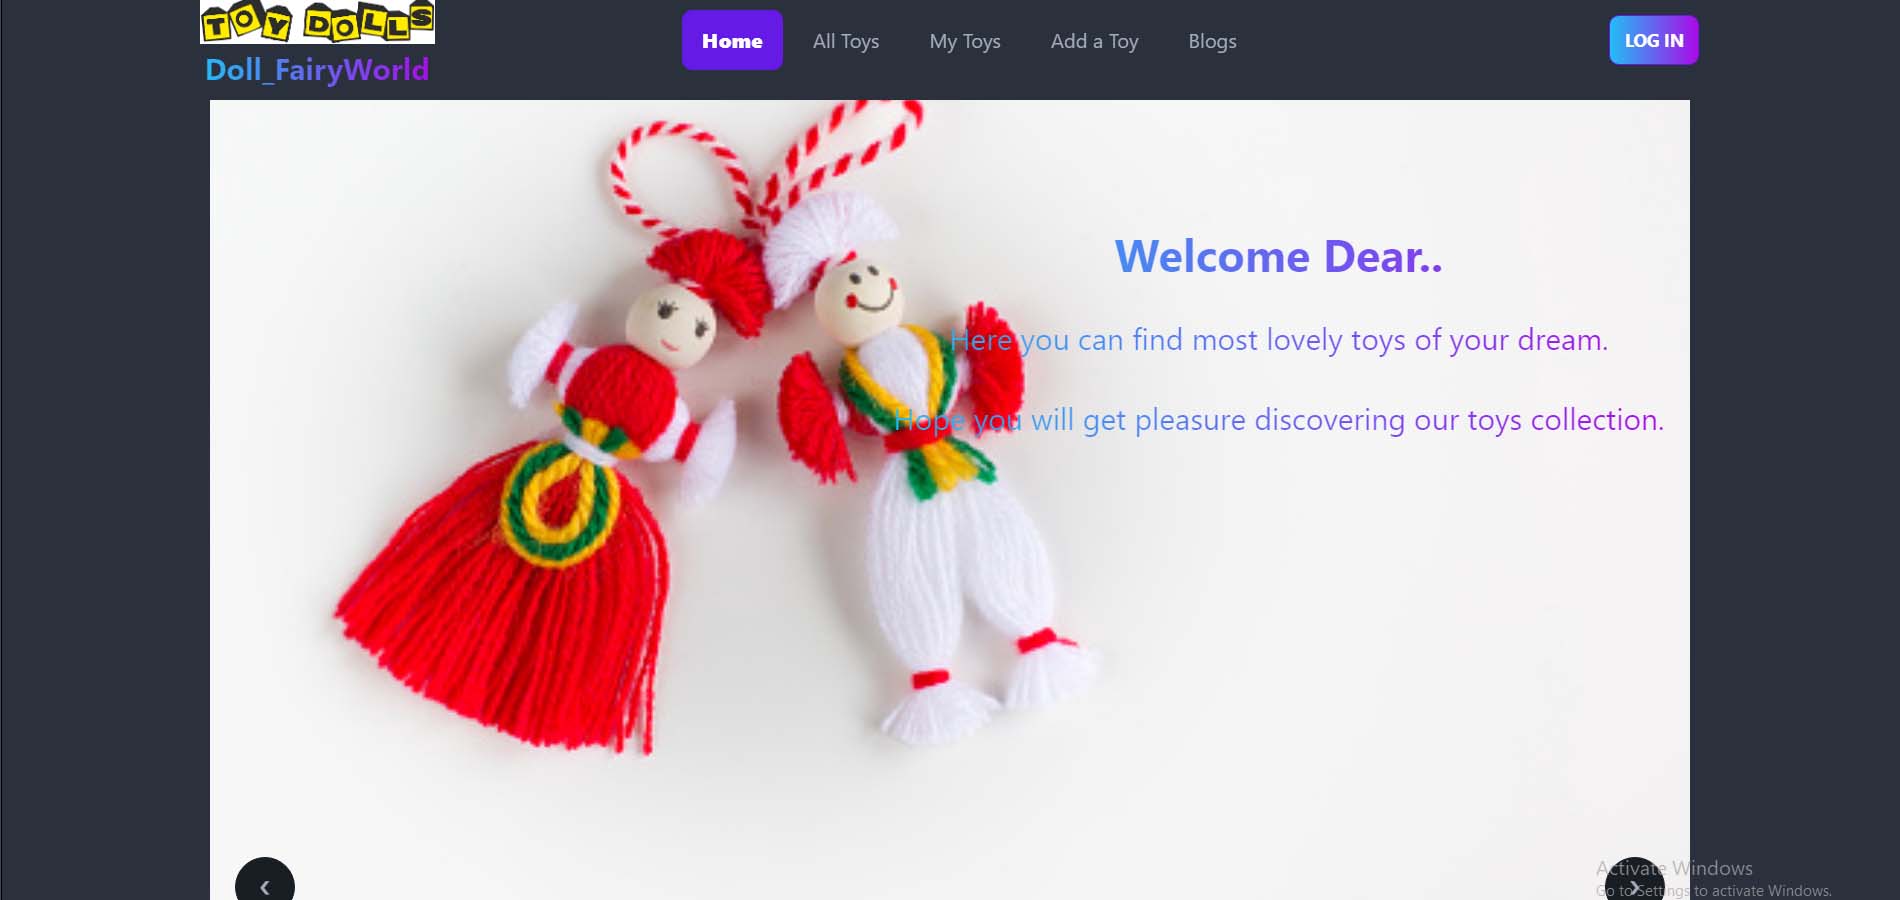 TOY DOLLS
Doll_FairyWorld
Home
All Toys
My Toys
Add a Toy
Blogs
LOG IN
Welcome Dear..
Here you can find most lovely toys of your dream.
Hope you will get pleasure discovering our toys collection.
‹
›
Activate Windows
Go to Settings to activate Windows.